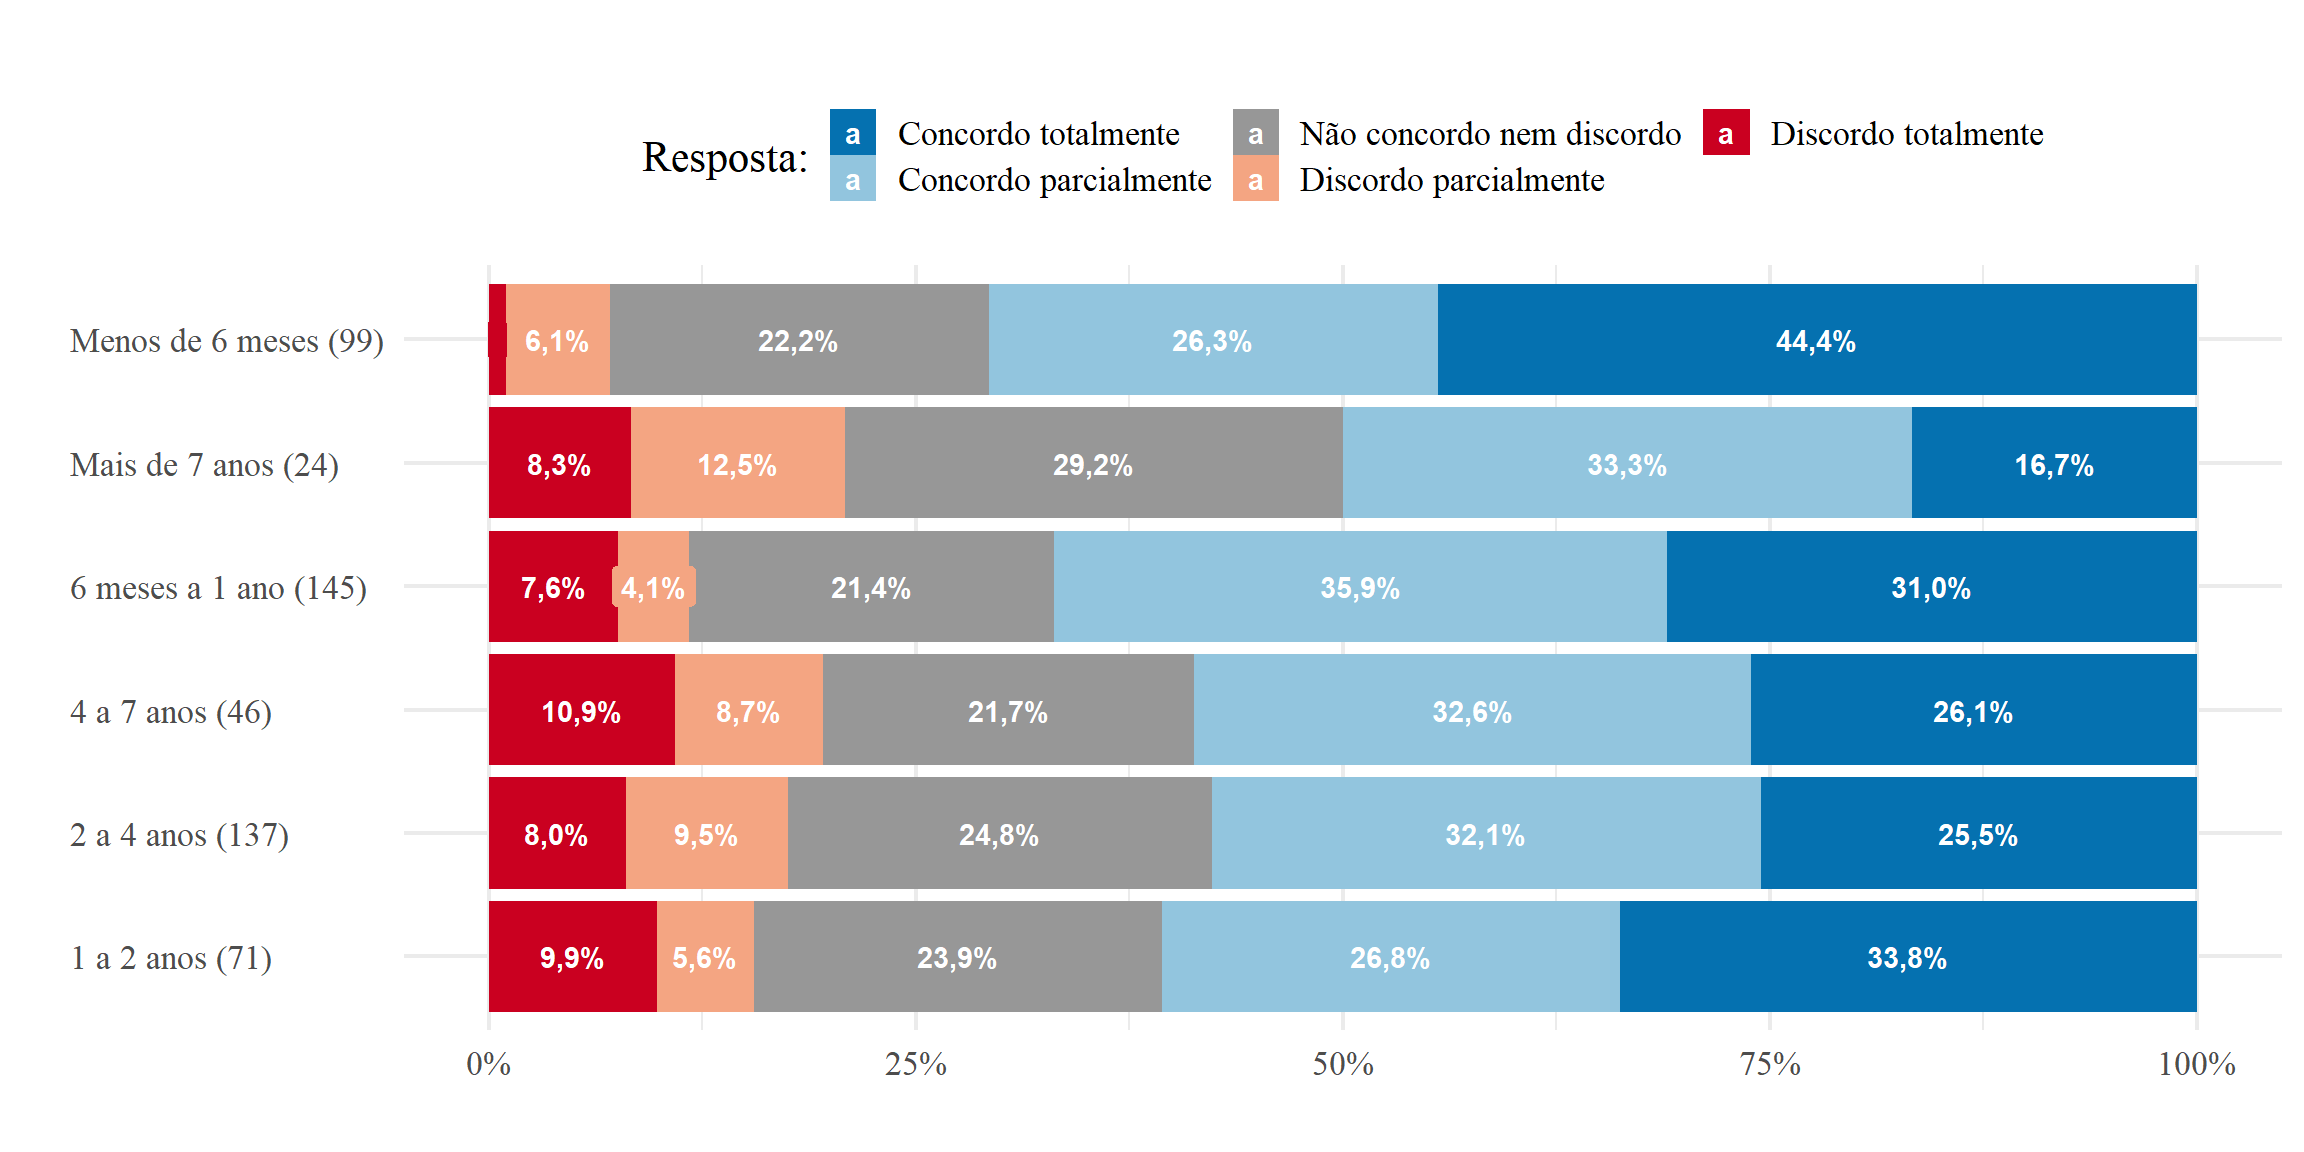 Resposta:
a Concordo totalmente
a Concordo parcialmente
a Não concordo nem discordo
a Discordo parcialmente
a Discordo totalmente
Menos de 6 meses (99) 6,1% 22,2% 26,3% 44,4%
Mais de 7 anos (24) 8,3% 12,5% 29,2% 33,3% 16,7%
6 meses a 1 ano (145) 7,6% 4,1% 21,4% 35,9% 31,0%
4 a 7 anos (46) 10,9% 8,7% 21,7% 32,6% 26,1%
2 a 4 anos (137) 8,0% 9,5% 24,8% 32,1% 25,5%
1 a 2 anos (71) 9,9% 5,6% 23,9% 26,8% 33,8%
0% 25% 50% 75% 100%